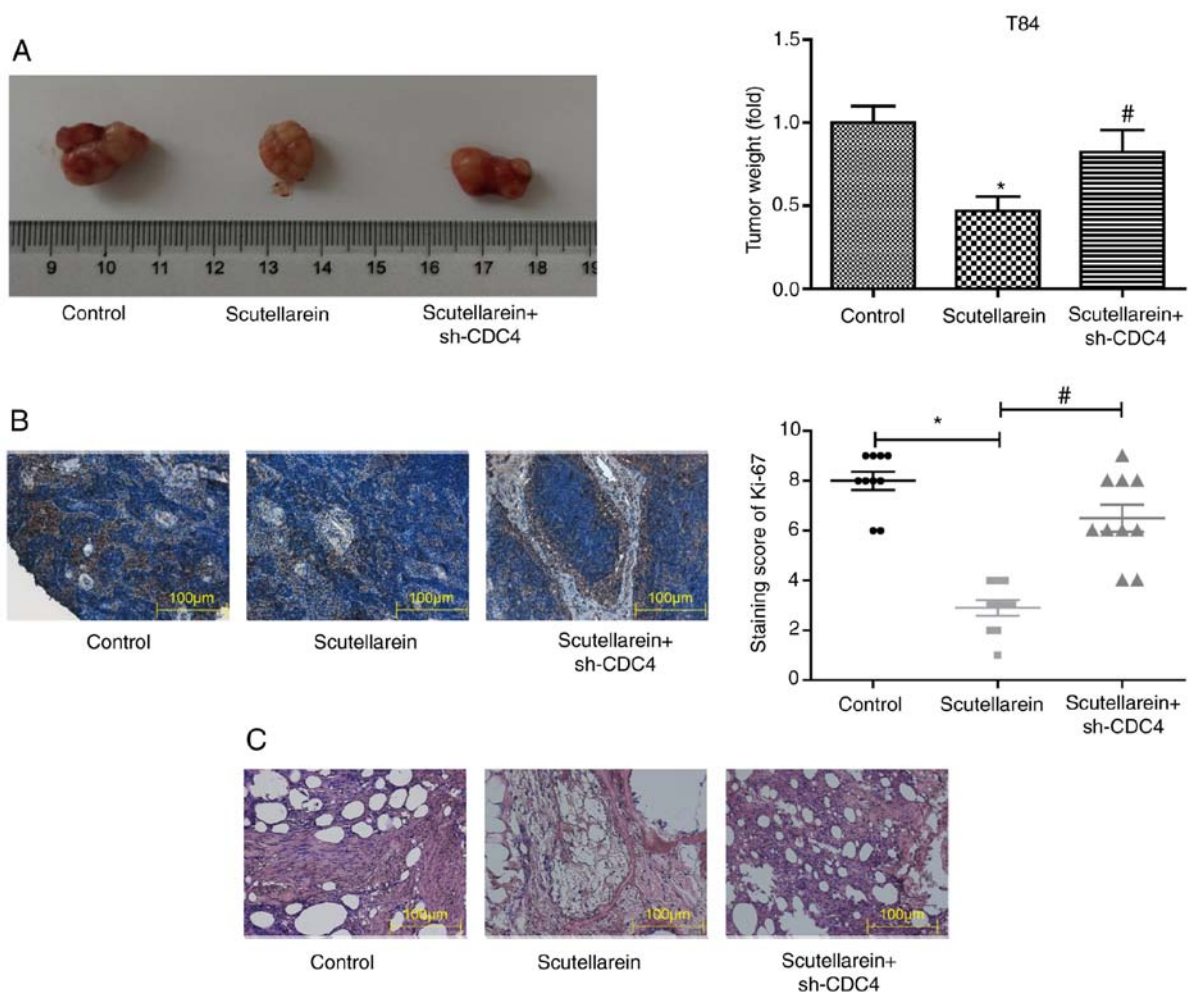 A
9 10 11 12 13 14 15 16 17 18 19
Control
Scutellarein
Scutellarein+
sh-CDC4
T84
Tumor weight (fold)
1.5
1.0
0.5
0.0
*
#
Control
Scutellarein
Scutellarein+
sh-CDC4
B
100μm
100μm
100μm
Control
Scutellarein
Scutellarein+
sh-CDC4
Staining score of Ki-67
10
8
6
4
2
0
*
#
Control
Scutellarein
Scutellarein+
sh-CDC4
C
100μm
100μm
100μm
Control
Scutellarein
Scutellarein+
sh-CDC4